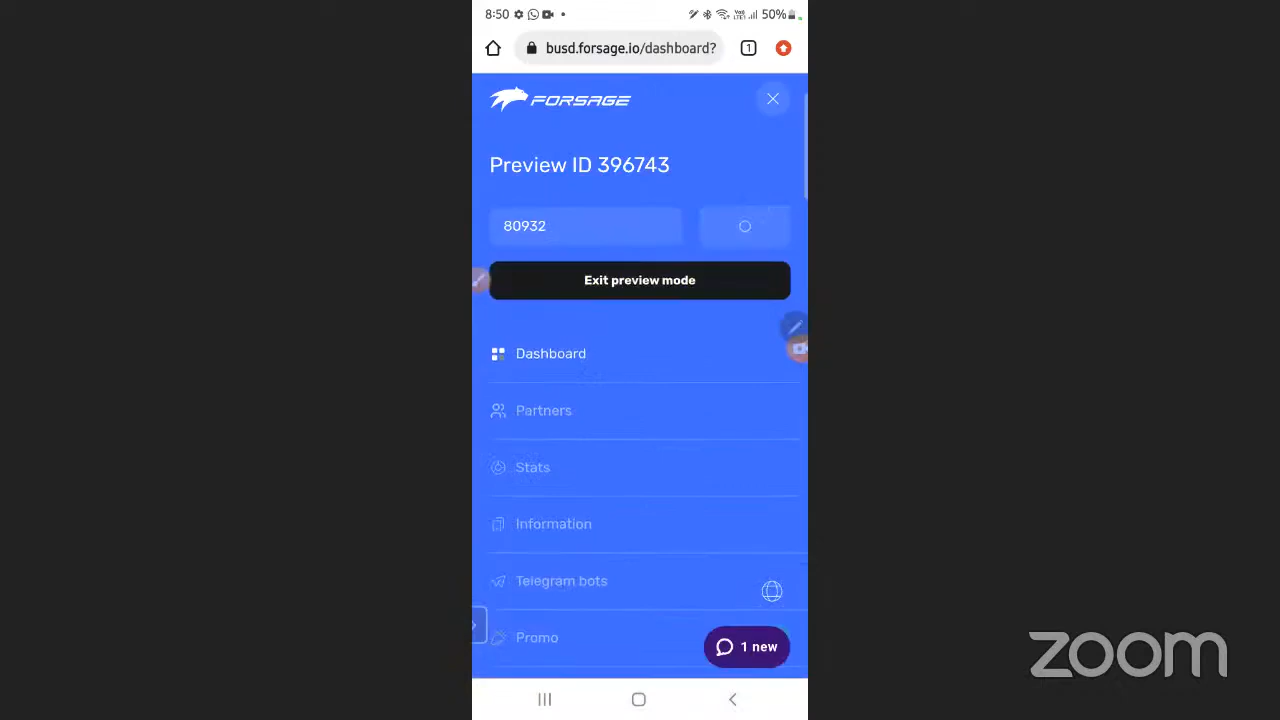 8:50
50%
busd.forsage.io/dashboard?
1
FORSAGE
Preview ID 396743
80932
Exit preview mode
Dashboard
Partners
Stats
Information
Telegram bots
Promo
1 new
zoom